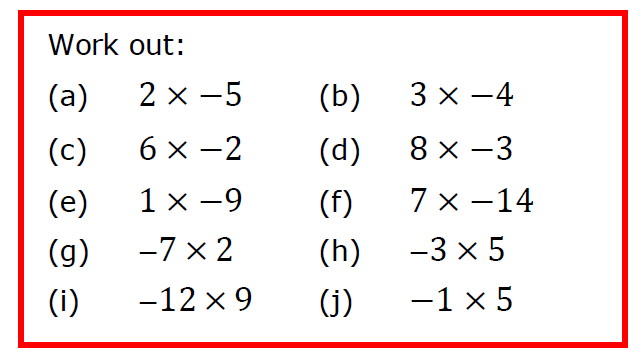 Work out:
(a) 2 × −5 (b) 3 × −4
(c) 6 × −2 (d) 8 × −3
(e) 1 × −9 (f) 7 × −14
(g) −7 × 2 (h) −3 × 5
(i) −12 × 9 (j) −1 × 5